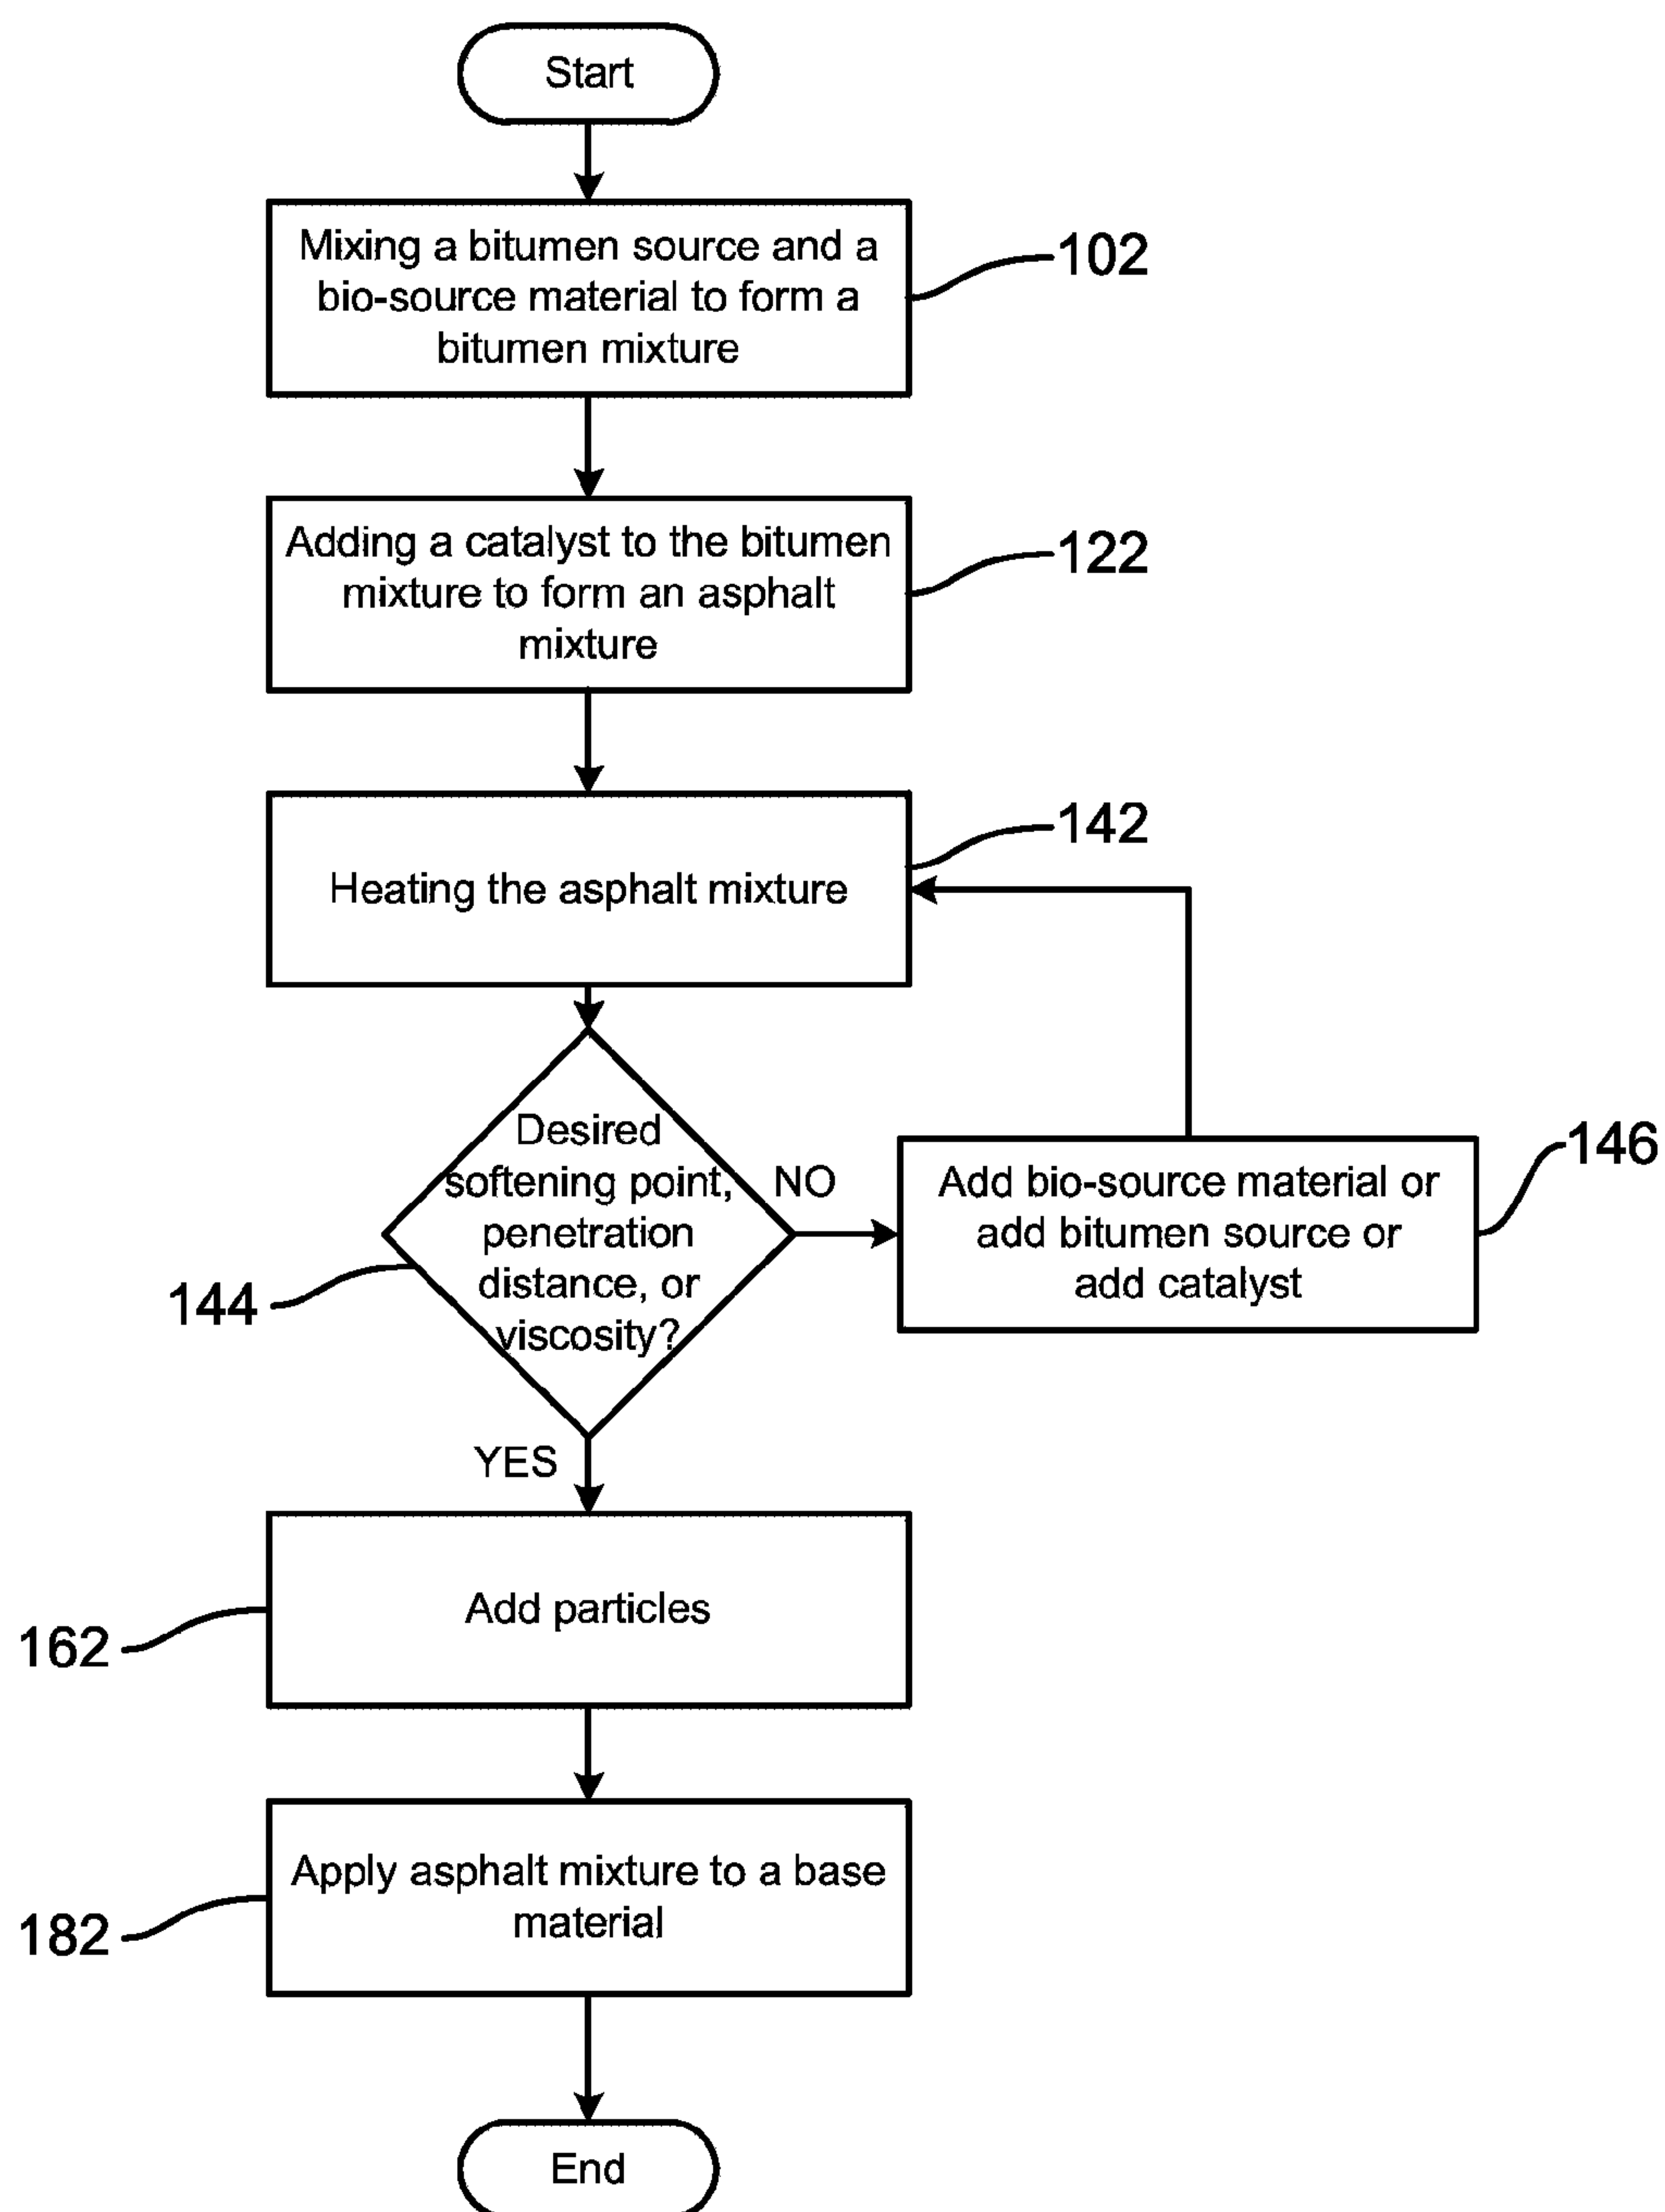 Start
Mixing a bitumen source and a
bio-source material to form a
bitumen mixture
102
Adding a catalyst to the bitumen
mixture to form an asphalt
mixture
122
Heating the asphalt mixture
142
Desired
softening point,
penetration
distance, or
viscosity?
144
NO
Add bio-source material or
add bitumen source or
add catalyst
146
YES
Add particles
162
Apply asphalt mixture to a base
material
182
End